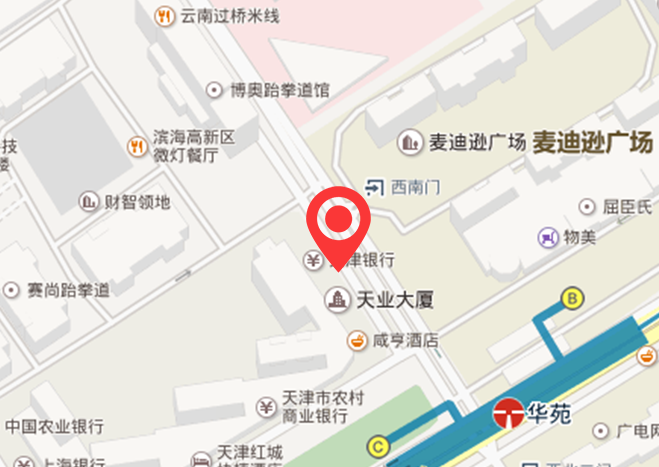 云南过桥米线
博奥跆拳道馆
滨海高新区
微灯餐厅
麦迪逊广场
麦迪逊广场
西南门
财智领地
屈臣氏
物美
津银行
赛尚跆拳道
天业大厦
B
咸亨酒店
天津市农村
商业银行
华苑
中国农业银行
广电网
C
天津红城
上海银行